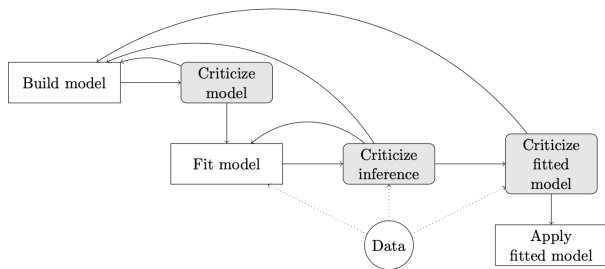 Build model
Criticize
model
Fit model
Criticize
inference
Criticize
fitted
model
Data
Apply
fitted model